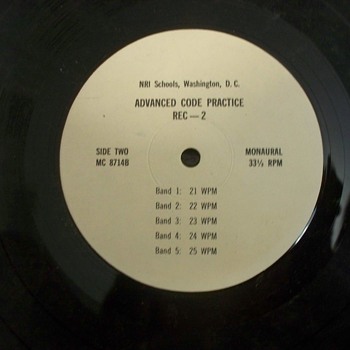 NRI Schools, Washington, D. C.
ADVANCED CODE PRACTICE
REC—2
SIDE TWO MONAURAL
MC 8714B 33⅓ RPM
Band 1: 21 WPM
Band 2: 22 WPM
Band 3: 23 WPM
Band 4: 24 WPM
Band 5: 25 WPM